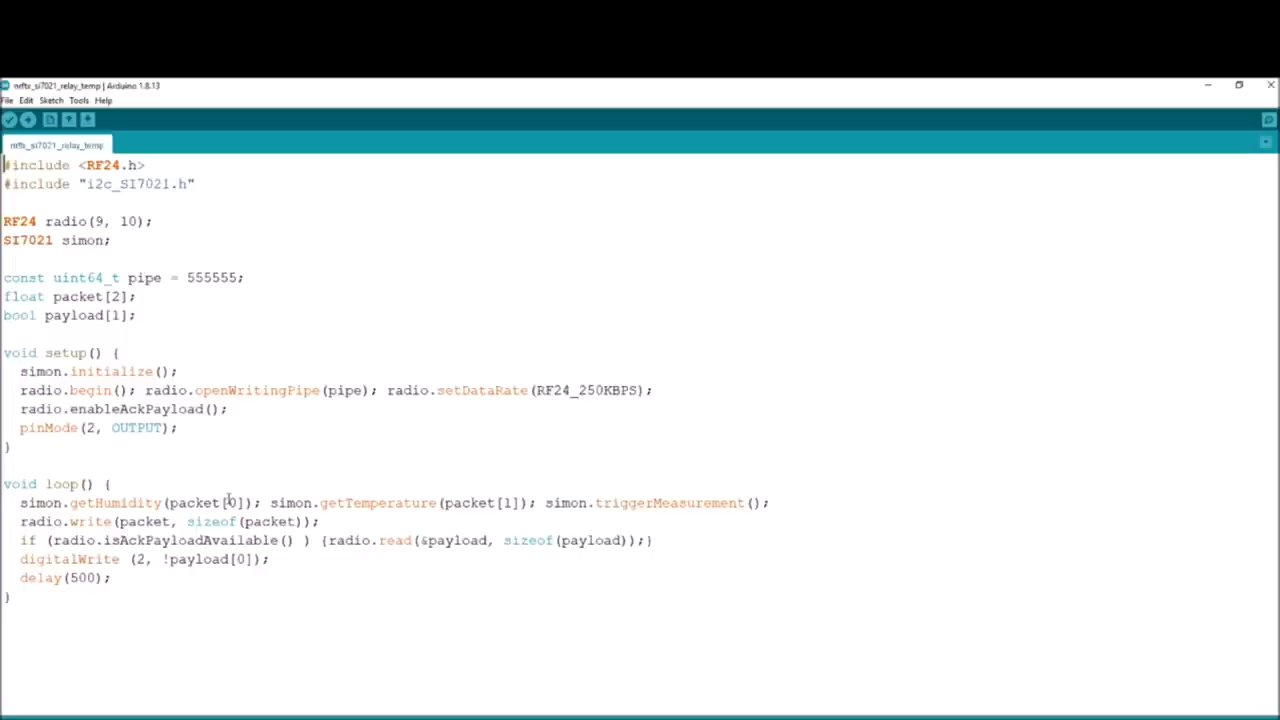 nrftx_si7021_relay_temp | Arduino 1.8.13
File Edit Sketch Tools Help
nrftx_si7021_relay_temp
#include <RF24.h>
#include "i2c_SI7021.h"
RF24 radio(9, 10);
SI7021 simon;
const uint64_t pipe = 555555;
float packet[2];
bool payload[1];
void setup() {
simon.initialize();
radio.begin(); radio.openWritingPipe(pipe); radio.setDataRate(RF24_250KBPS);
radio.enableAckPayload();
pinMode(2, OUTPUT);
}
void loop() {
simon.getHumidity(packet[0]); simon.getTemperature(packet[1]); simon.triggerMeasurement();
radio.write(packet, sizeof(packet));
if (radio.isAckPayloadAvailable() ) {radio.read(&payload, sizeof(payload));}
digitalWrite (2, !payload[0]);
delay(500);
}